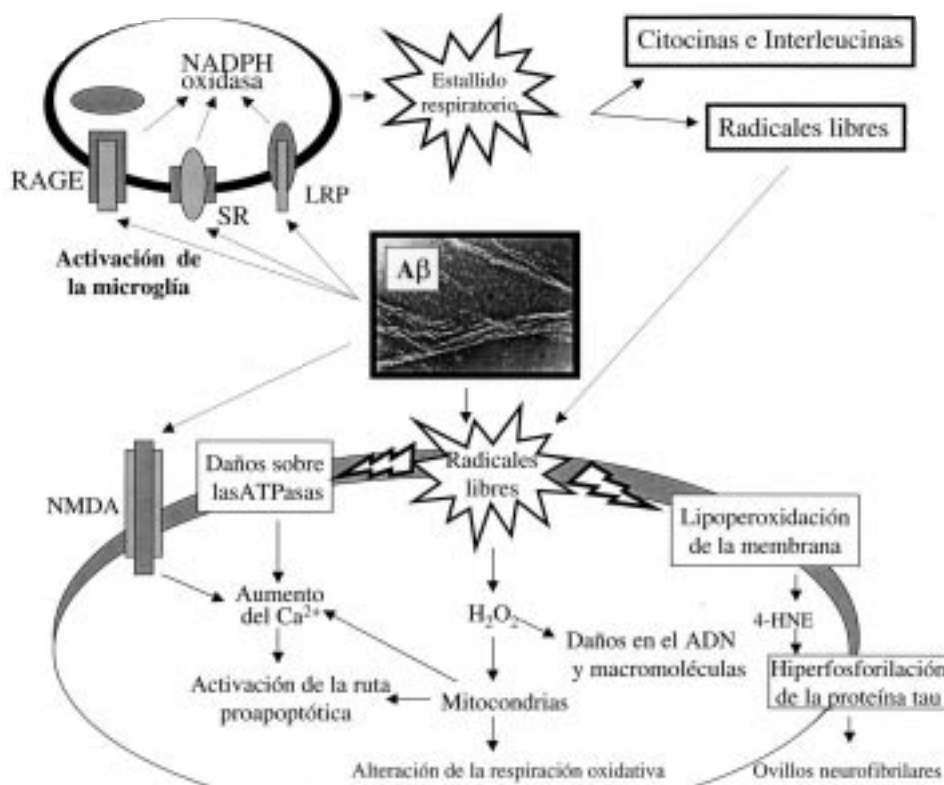 NADPH
oxidasa
Estallido
respiratorio
Citocinas e Interleucinas
Radicales libres
RAGE
SR
LRP
Activación de
la microglía
Aβ
NMDA
Daños sobre
lasATPasas
Radicales
libres
Lipoperoxidación
de la membrana
Aumento
del Ca²⁺
H₂O₂
Daños en el ADN
y macromoléculas
4-HNE
Hiperfosforilación
de la proteína tau
Activación de la ruta
proapoptótica
Mitocondrias
Alteración de la respiración oxidativa
Ovillos neurofibrilares